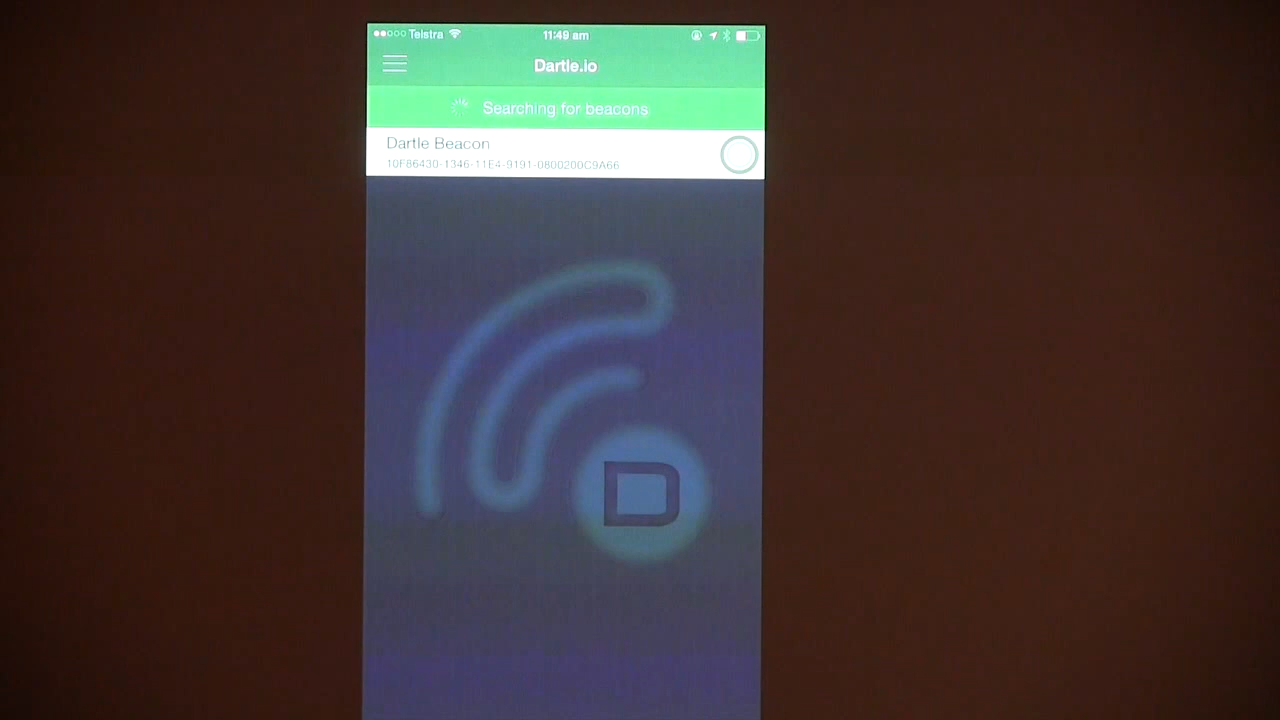 Telstra 11:49 am
Dartle.io
Searching for beacons
Dartle Beacon
10F86430-1346-11E4-9191-0800200C9A66
D